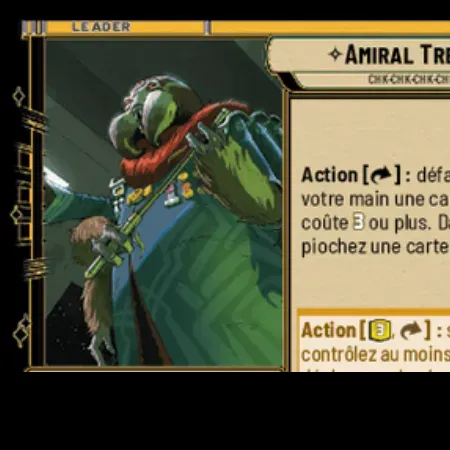 LEADER
AMIRAL TRE
CHK-CHK-CHK-CH
Action [ ] : défa
votre main une ca
coûte 3 ou plus. D
piochez une carte
Action [3, ] : s
contrôlez au moins